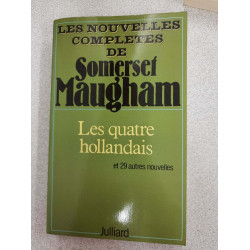 LES NOUVELLES
COMPLETES
DE
Somerset
Maugham
Les quatre
hollandais
et 29 autres nouvelles
Julliard